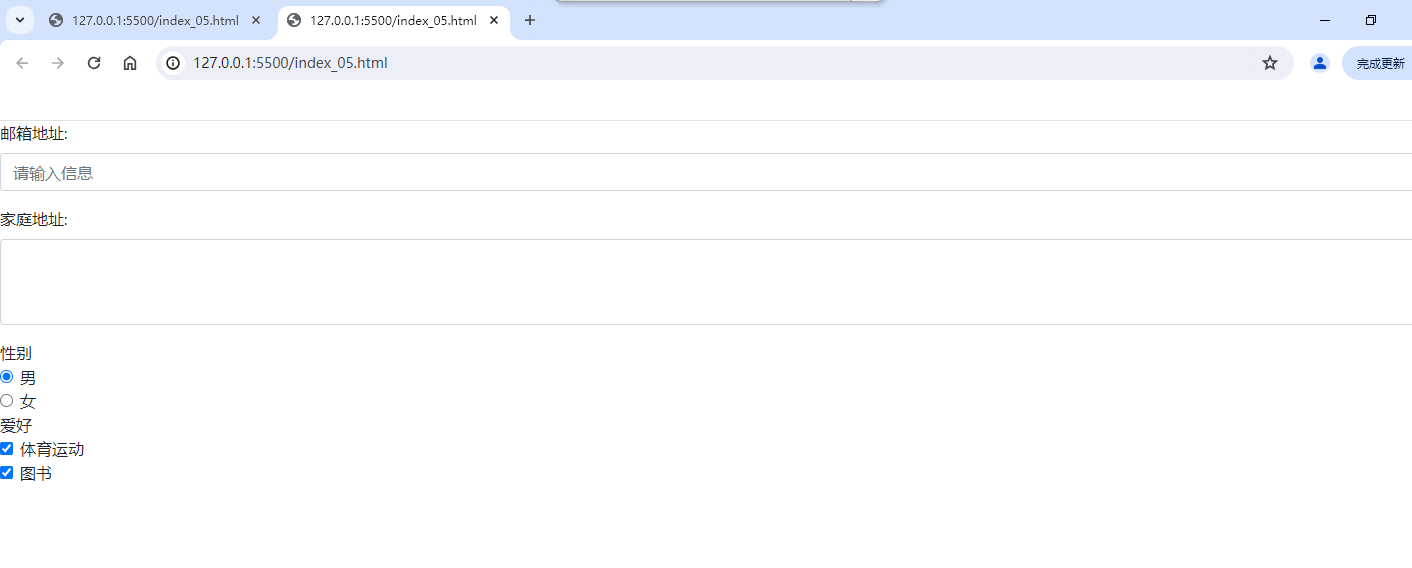 127.0.0.1:5500/index_05.html
127.0.0.1:5500/index_05.html
127.0.0.1:5500/index_05.html
完成更新
邮箱地址:
请输入信息
家庭地址:
性别
男
女
爱好
体育运动
图书